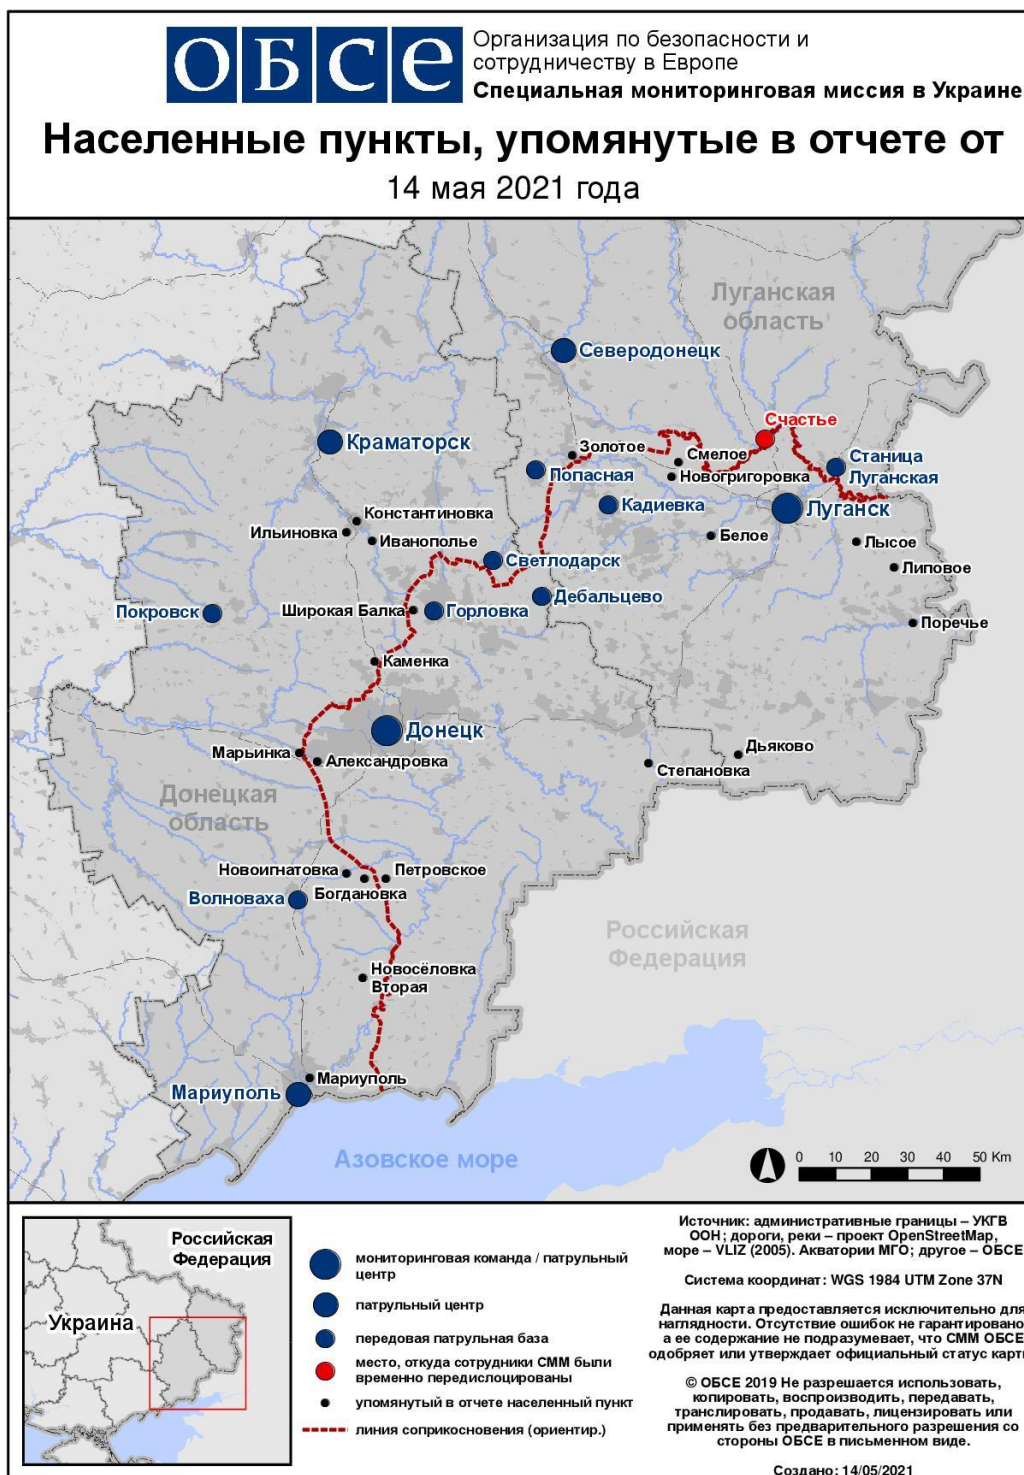 ОБСЕ
Организация по безопасности и
сотрудничеству в Европе
Специальная мониторинговая миссия в Украине
Населенные пункты, упомянутые в отчете от
14 мая 2021 года
Луганская
область
Северодонецк
Счастье
Краматорск
Золотое
Смелое
Станица
Луганская
Попасная
Новогригоровка
Кадиевка
Луганск
Константиновка
Ильиновка
Иванополье
Белое
Лысое
Светлодарск
Липовое
Дебальцево
Покровск
Широкая Балка
Горловка
Поречье
Каменка
Донецк
Марьинка
Александровка
Дьяково
Степановка
Донецкая
область
Новоигнатовка
Петровское
Богдановка
Волноваха
Российская
Федерация
Новосёловка
Вторая
Мариуполь
Мариуполь
Азовское море
0 10 20 30 40 50 Km
Российская
Федерация
Украина
мониторинговая команда / патрульный
центр
патрульный центр
передовая патрульная база
место, откуда сотрудники СММ были
временно передислоцированы
упомянутый в отчете населенный пункт
линия соприкосновения (ориентир.)
Источник: административные границы – УКГВ
ООН; дороги, реки – проект OpenStreetMap,
море – VLIZ (2005). Акватории МГО; другое – ОБСЕ
Система координат: WGS 1984 UTM Zone 37N
Данная карта предоставляется исключительно для
наглядности. Отсутствие ошибок не гарантировано,
а ее содержание не подразумевает, что СММ ОБСЕ
одобряет или утверждает официальный статус карт
© ОБСЕ 2019 Не разрешается использовать,
копировать, воспроизводить, передавать,
транслировать, продавать, лицензировать или
применять без предварительного разрешения со
стороны ОБСЕ в письменном виде.
Создано: 14/05/2021